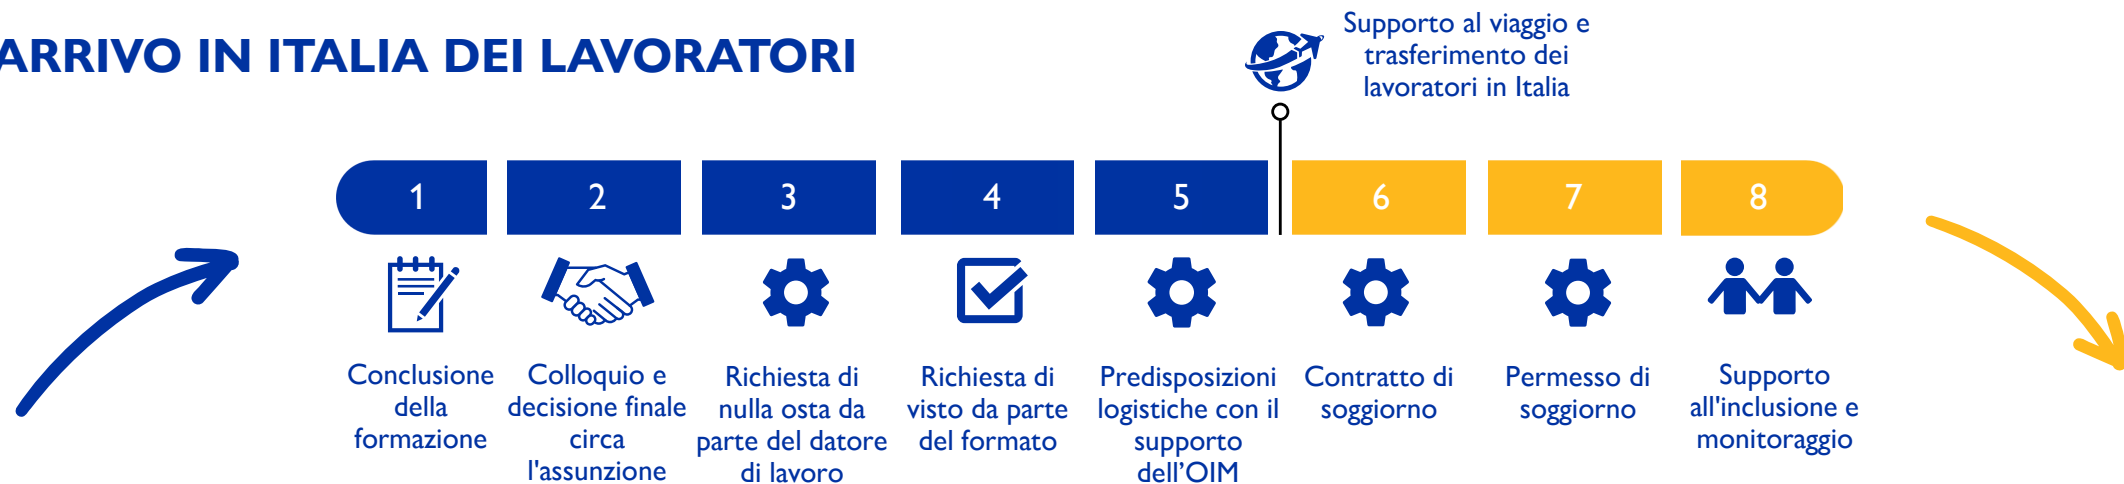 ARRIVO IN ITALIA DEI LAVORATORI
Supporto al viaggio e
trasferimento dei
lavoratori in Italia
1
2
3
4
5
6
7
8
Conclusione
della
formazione
Colloquio e
decisione finale
circa
l'assunzione
Richiesta di
nulla osta da
parte del datore
di lavoro
Richiesta di
visto da parte
del formato
Predisposizioni
logistiche con il
supporto
dell’OIM
Contratto di
soggiorno
Permesso di
soggiorno
Supporto
all'inclusione e
monitoraggio